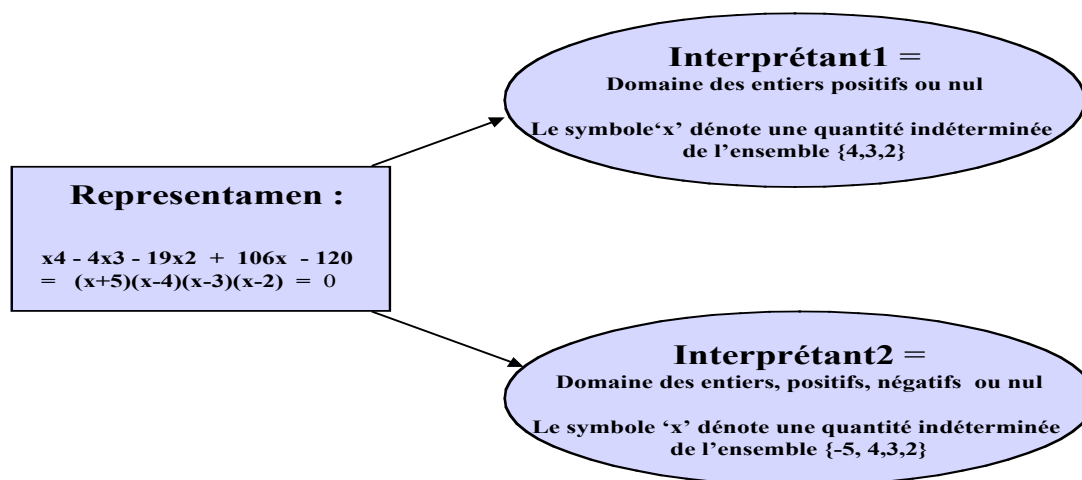 Interprétant1 =
Domaine des entiers positifs ou nul
Le symbole‘x’ dénote une quantité indéterminée
de l’ensemble {4,3,2}
Representamen :
x4 - 4x3 - 19x2 + 106x - 120
= (x+5)(x-4)(x-3)(x-2) = 0
Interprétant2 =
Domaine des entiers, positifs, négatifs ou nul
Le symbole ‘x’ dénote une quantité indéterminée
de l’ensemble {-5, 4,3,2}